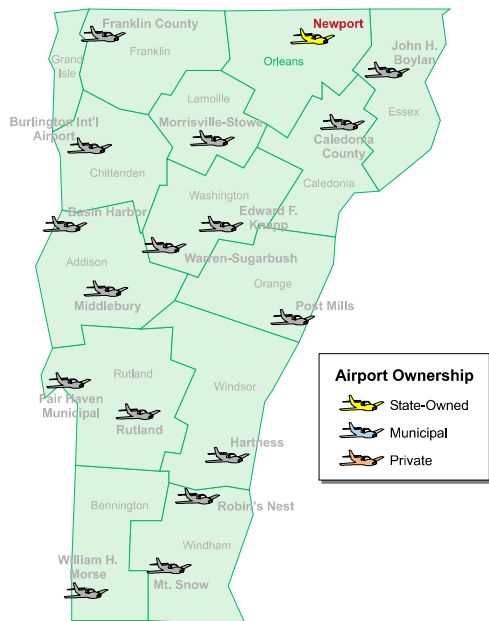 Franklin County
Newport
Franklin
Grand
Isle
Orleans
John H.
Boylan
Lamoille
Essex
Burlington Int'l
Airport
Morrisville-Stowe
Caledonia
County
Chittenden
Caledonia
Washington
Basin Harbor
Edward F.
Knapp
Addison
Warren-Sugarbush
Orange
Middlebury
Post Mills
Rutland
Windsor
Fair Haven
Municipal
Rutland
Hartness
Airport Ownership
State-Owned
Municipal
Private
Bennington
Robin's Nest
Windham
William H.
Morse
Mt. Snow